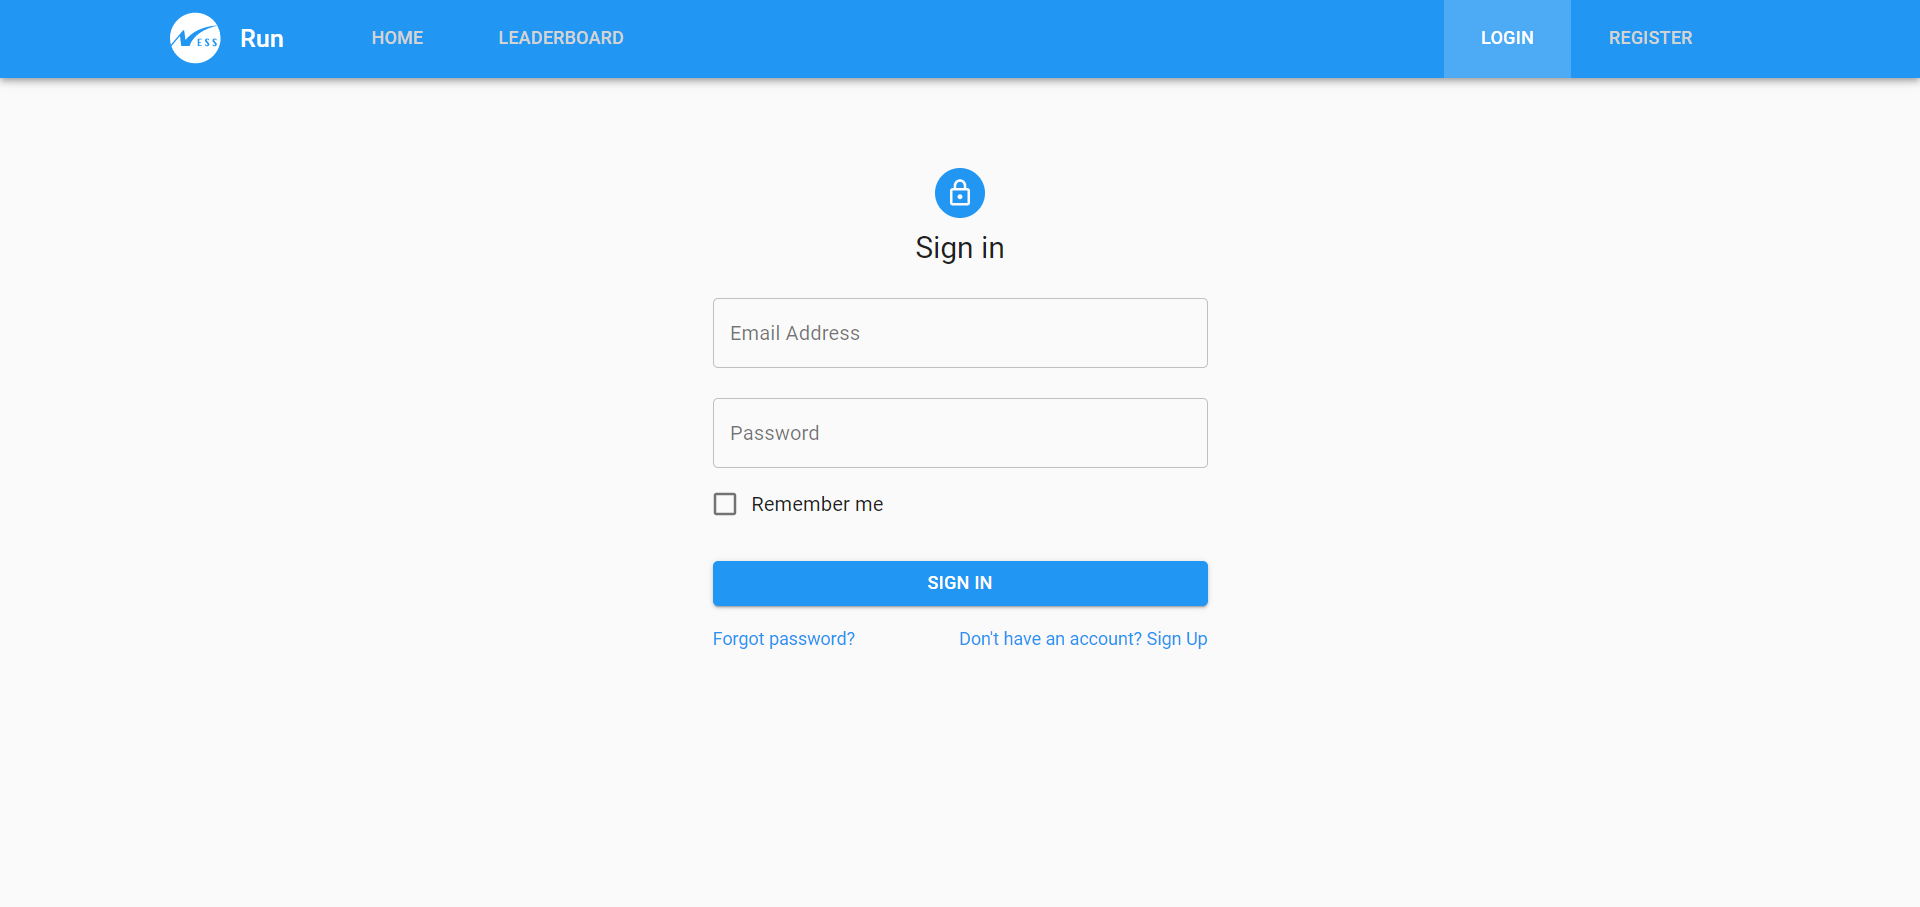 NESS Run HOME LEADERBOARD LOGIN REGISTER
Sign in
Email Address
Password
Remember me
SIGN IN
Forgot password? Don't have an account? Sign Up